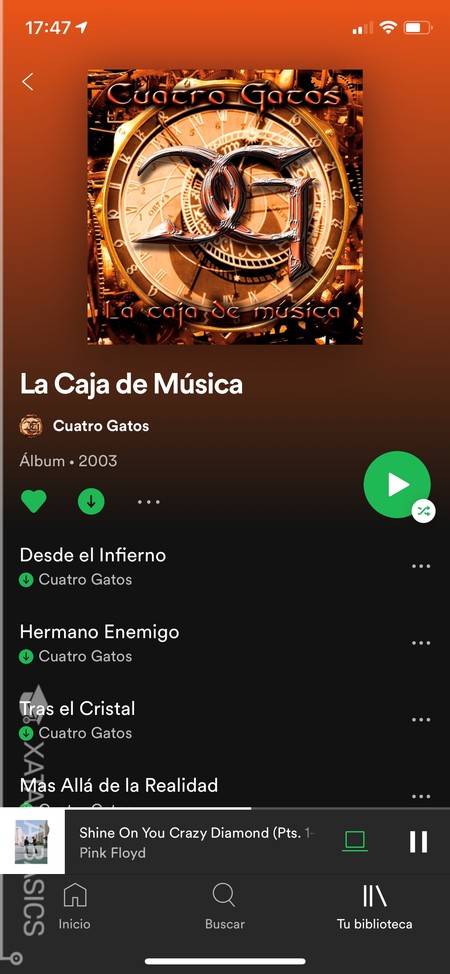 17:47
Cuatro Gatos
CG
La caja de música
La Caja de Música
Cuatro Gatos
Álbum • 2003
Desde el Infierno
Cuatro Gatos
Hermano Enemigo
Cuatro Gatos
Tras el Cristal
Cuatro Gatos
Mas Allá de la Realidad
Shine On You Crazy Diamond (Pts. 1-
Pink Floyd
Inicio
Buscar
Tu biblioteca
XATAKA BASICS